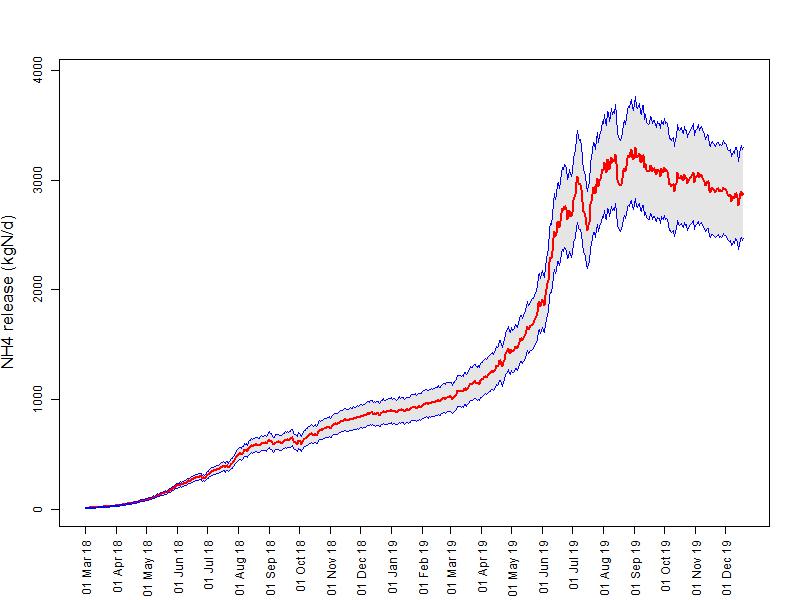 NH4 release (kgN/d)
4000
3000
2000
1000
0
01 Mar 18
01 Apr 18
01 May 18
01 Jun 18
01 Jul 18
01 Aug 18
01 Sep 18
01 Oct 18
01 Nov 18
01 Dec 18
01 Jan 19
01 Feb 19
01 Mar 19
01 Apr 19
01 May 19
01 Jun 19
01 Jul 19
01 Aug 19
01 Sep 19
01 Oct 19
01 Nov 19
01 Dec 19